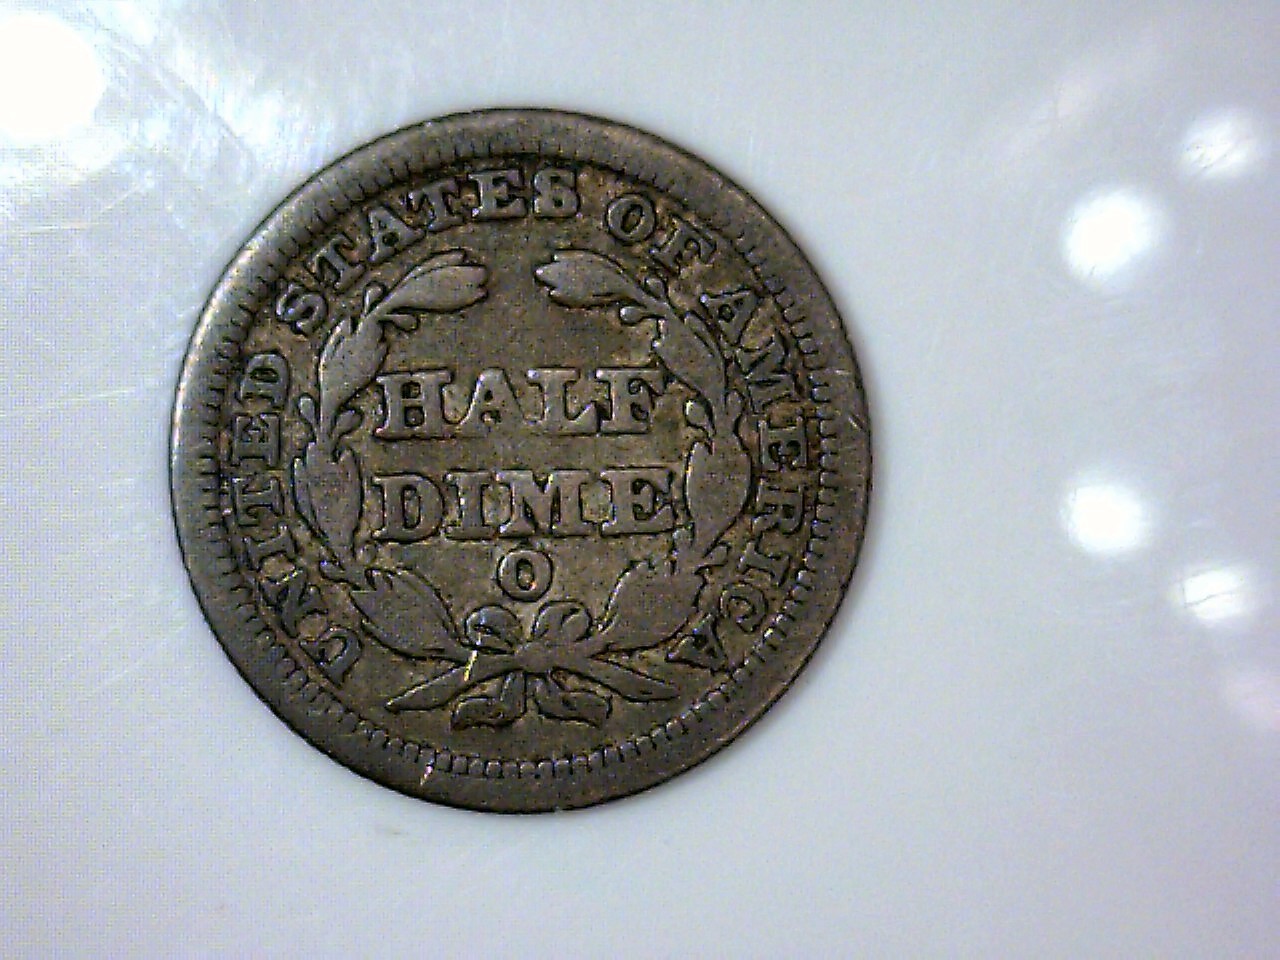 UNITED STATES OF AMERICA
HALF
DIME
O